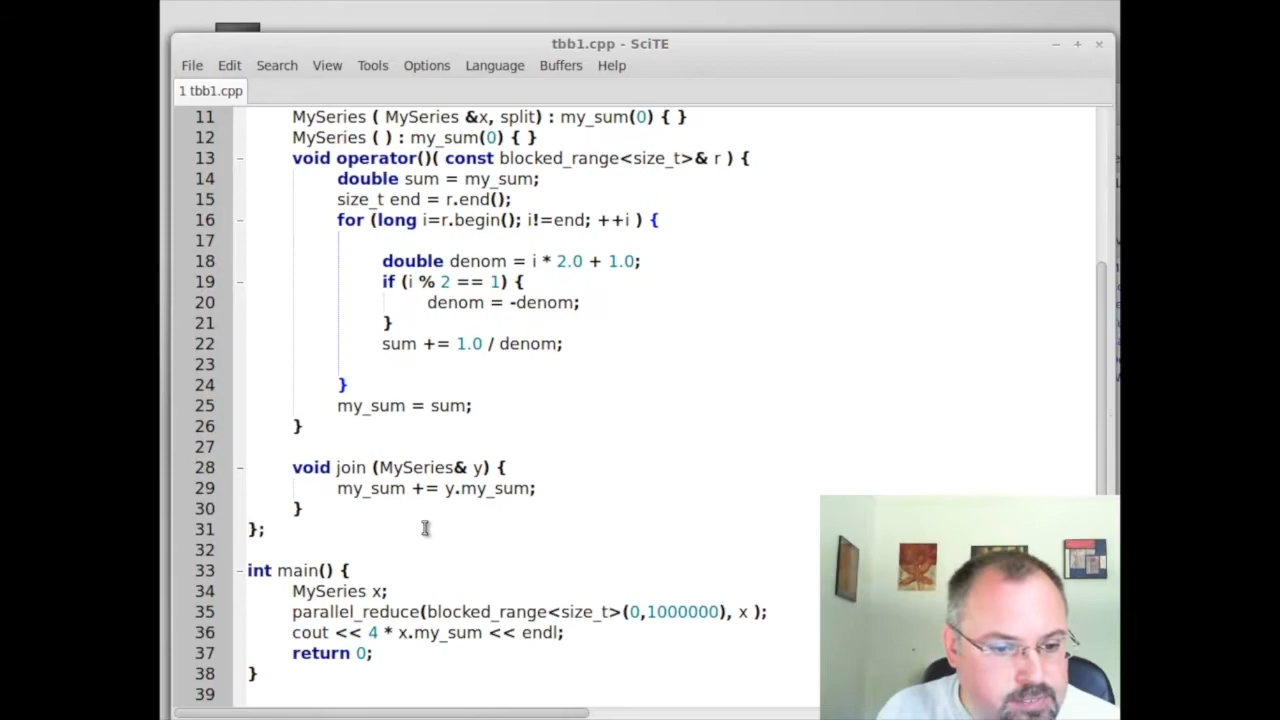 tbb1.cpp - SciTE
File Edit Search View Tools Options Language Buffers Help
1 tbb1.cpp
11 MySeries ( MySeries &x, split) : my_sum(0) { }
12 MySeries ( ) : my_sum(0) { }
13 void operator()( const blocked_range<size_t>& r ) {
14 double sum = my_sum;
15 size_t end = r.end();
16 for (long i=r.begin(); i!=end; ++i ) {
17
18 double denom = i * 2.0 + 1.0;
19 if (i % 2 == 1) {
20 denom = -denom;
21 }
22 sum += 1.0 / denom;
23
24 }
25 my_sum = sum;
26 }
27
28 void join (MySeries& y) {
29 my_sum += y.my_sum;
30 }
31 };
32
33 int main() {
34 MySeries x;
35 parallel_reduce(blocked_range<size_t>(0,1000000), x );
36 cout << 4 * x.my_sum << endl;
37 return 0;
38 }
39